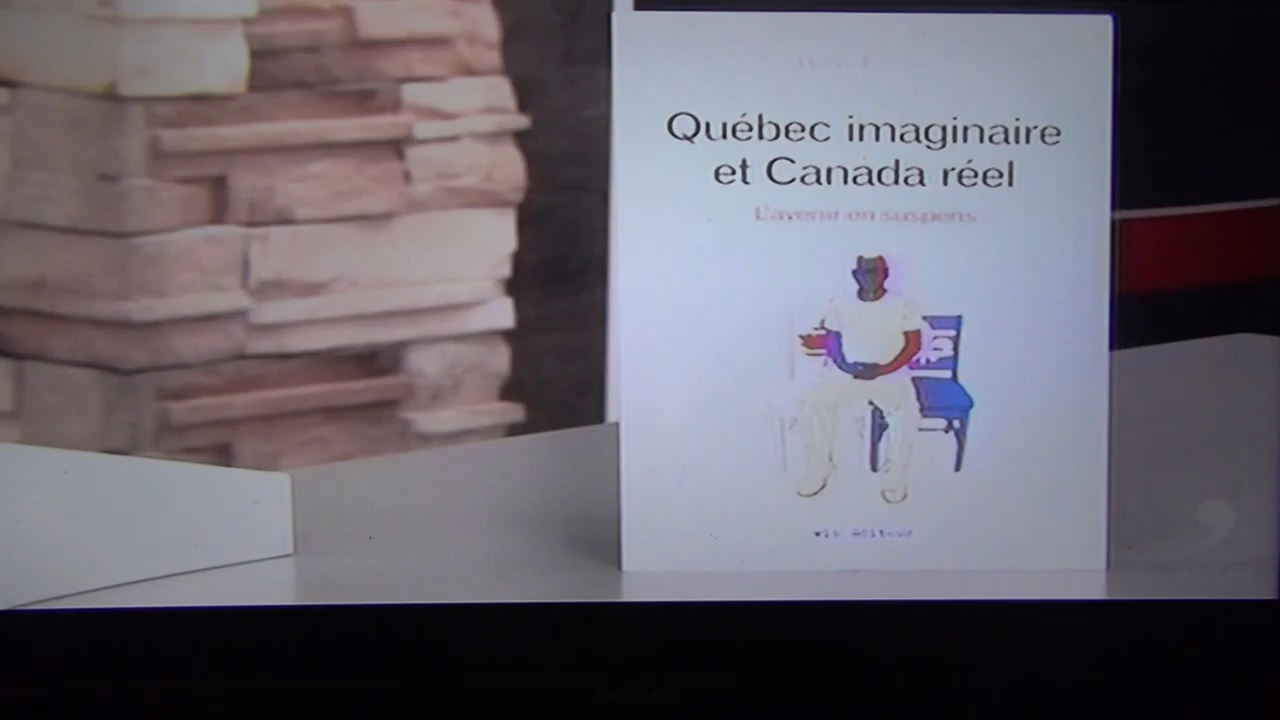 Québec imaginaire
et Canada réel
L'avenir en suspens
vlb éditeur